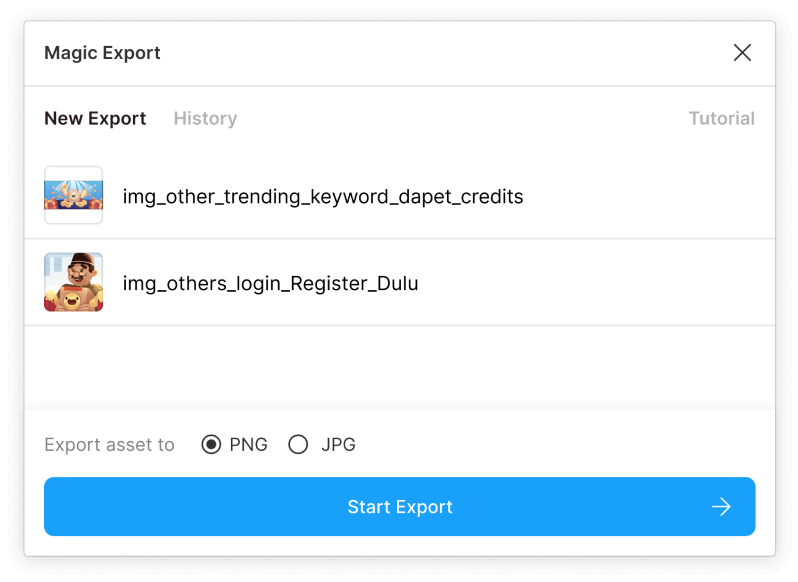 Magic Export
New Export History Tutorial
img_other_trending_keyword_dapet_credits
img_others_login_Register_Dulu
Export asset to PNG JPG
Start Export